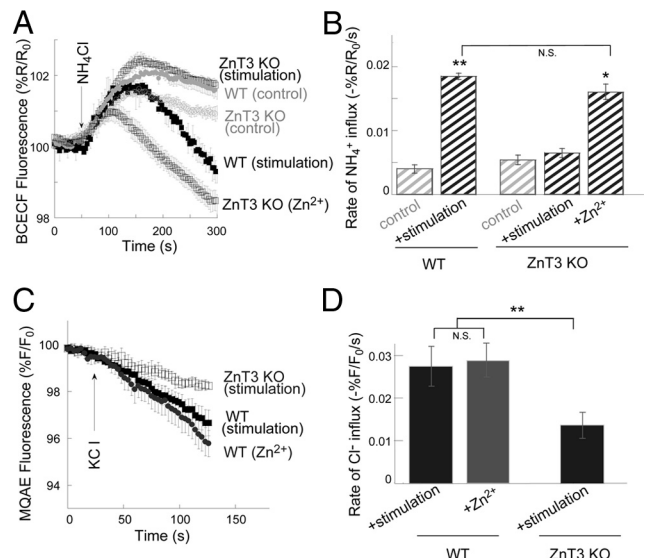 A
BCECF Fluorescence (%R/R0)
102
100
98
NH4Cl
ZnT3 KO
(stimulation)
WT (control)
ZnT3 KO
(control)
WT (stimulation)
ZnT3 KO (Zn2+)
0
100
200
300
Time (s)
B
Rate of NH4+ influx (-%R/R0/s)
0.02
0.01
0
N.S.
**
*
control
+stimulation
control
+stimulation
+Zn2+
WT
ZnT3 KO
C
MQAE Fluorescence (%F/F0)
100
98
96
94
KCl
ZnT3 KO
(stimulation)
WT
(stimulation)
WT (Zn2+)
0
50
100
150
Time (s)
D
Rate of Cl- influx (-%F/F0/s)
0.03
0.02
0.01
0
**
N.S.
+stimulation
+Zn2+
+stimulation
WT
ZnT3 KO